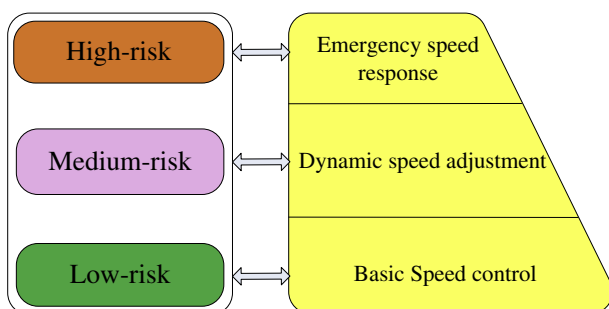 High-risk
Emergency speed
response
Medium-risk
Dynamic speed adjustment
Low-risk
Basic Speed control